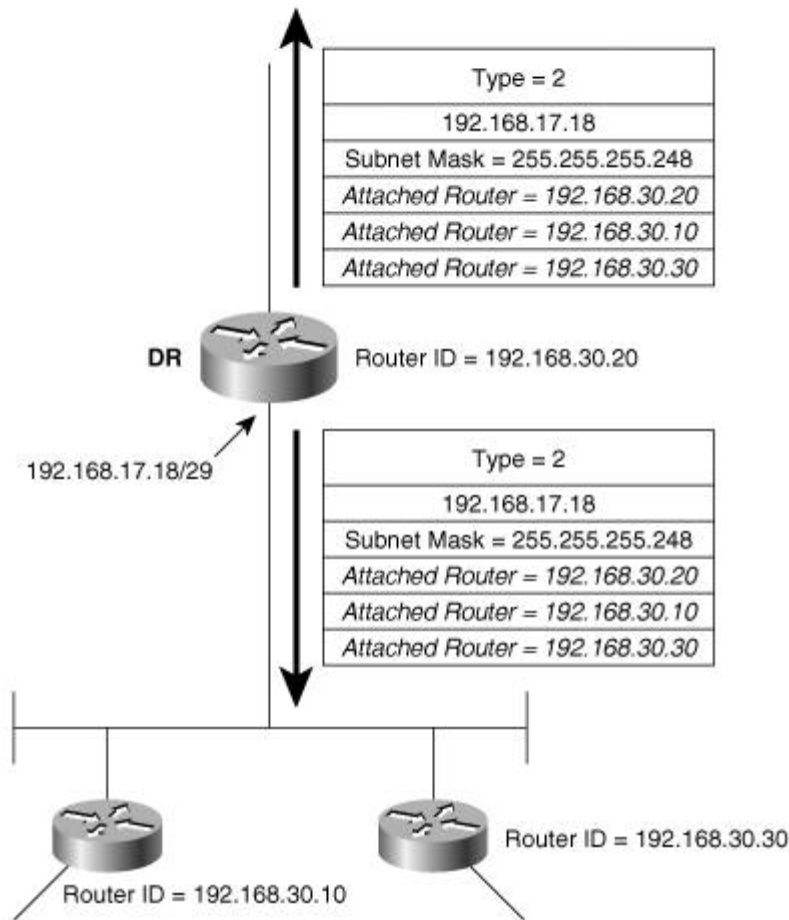 Type = 2
192.168.17.18
Subnet Mask = 255.255.255.248
Attached Router = 192.168.30.20
Attached Router = 192.168.30.10
Attached Router = 192.168.30.30
DR
Router ID = 192.168.30.20
192.168.17.18/29
Type = 2
192.168.17.18
Subnet Mask = 255.255.255.248
Attached Router = 192.168.30.20
Attached Router = 192.168.30.10
Attached Router = 192.168.30.30
Router ID = 192.168.30.30
Router ID = 192.168.30.10